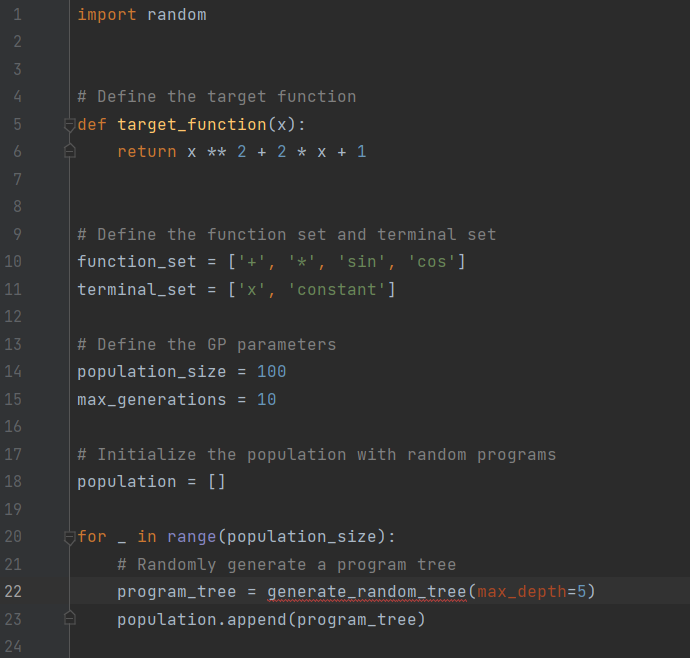 1 import random
2
3
4 # Define the target function
5 def target_function(x):
6     return x ** 2 + 2 * x + 1
7
8
9 # Define the function set and terminal set
10 function_set = ['+', '*', 'sin', 'cos']
11 terminal_set = ['x', 'constant']
12
13 # Define the GP parameters
14 population_size = 100
15 max_generations = 10
16
17 # Initialize the population with random programs
18 population = []
19
20 for _ in range(population_size):
21     # Randomly generate a program tree
22     program_tree = generate_random_tree(max_depth=5)
23     population.append(program_tree)
24